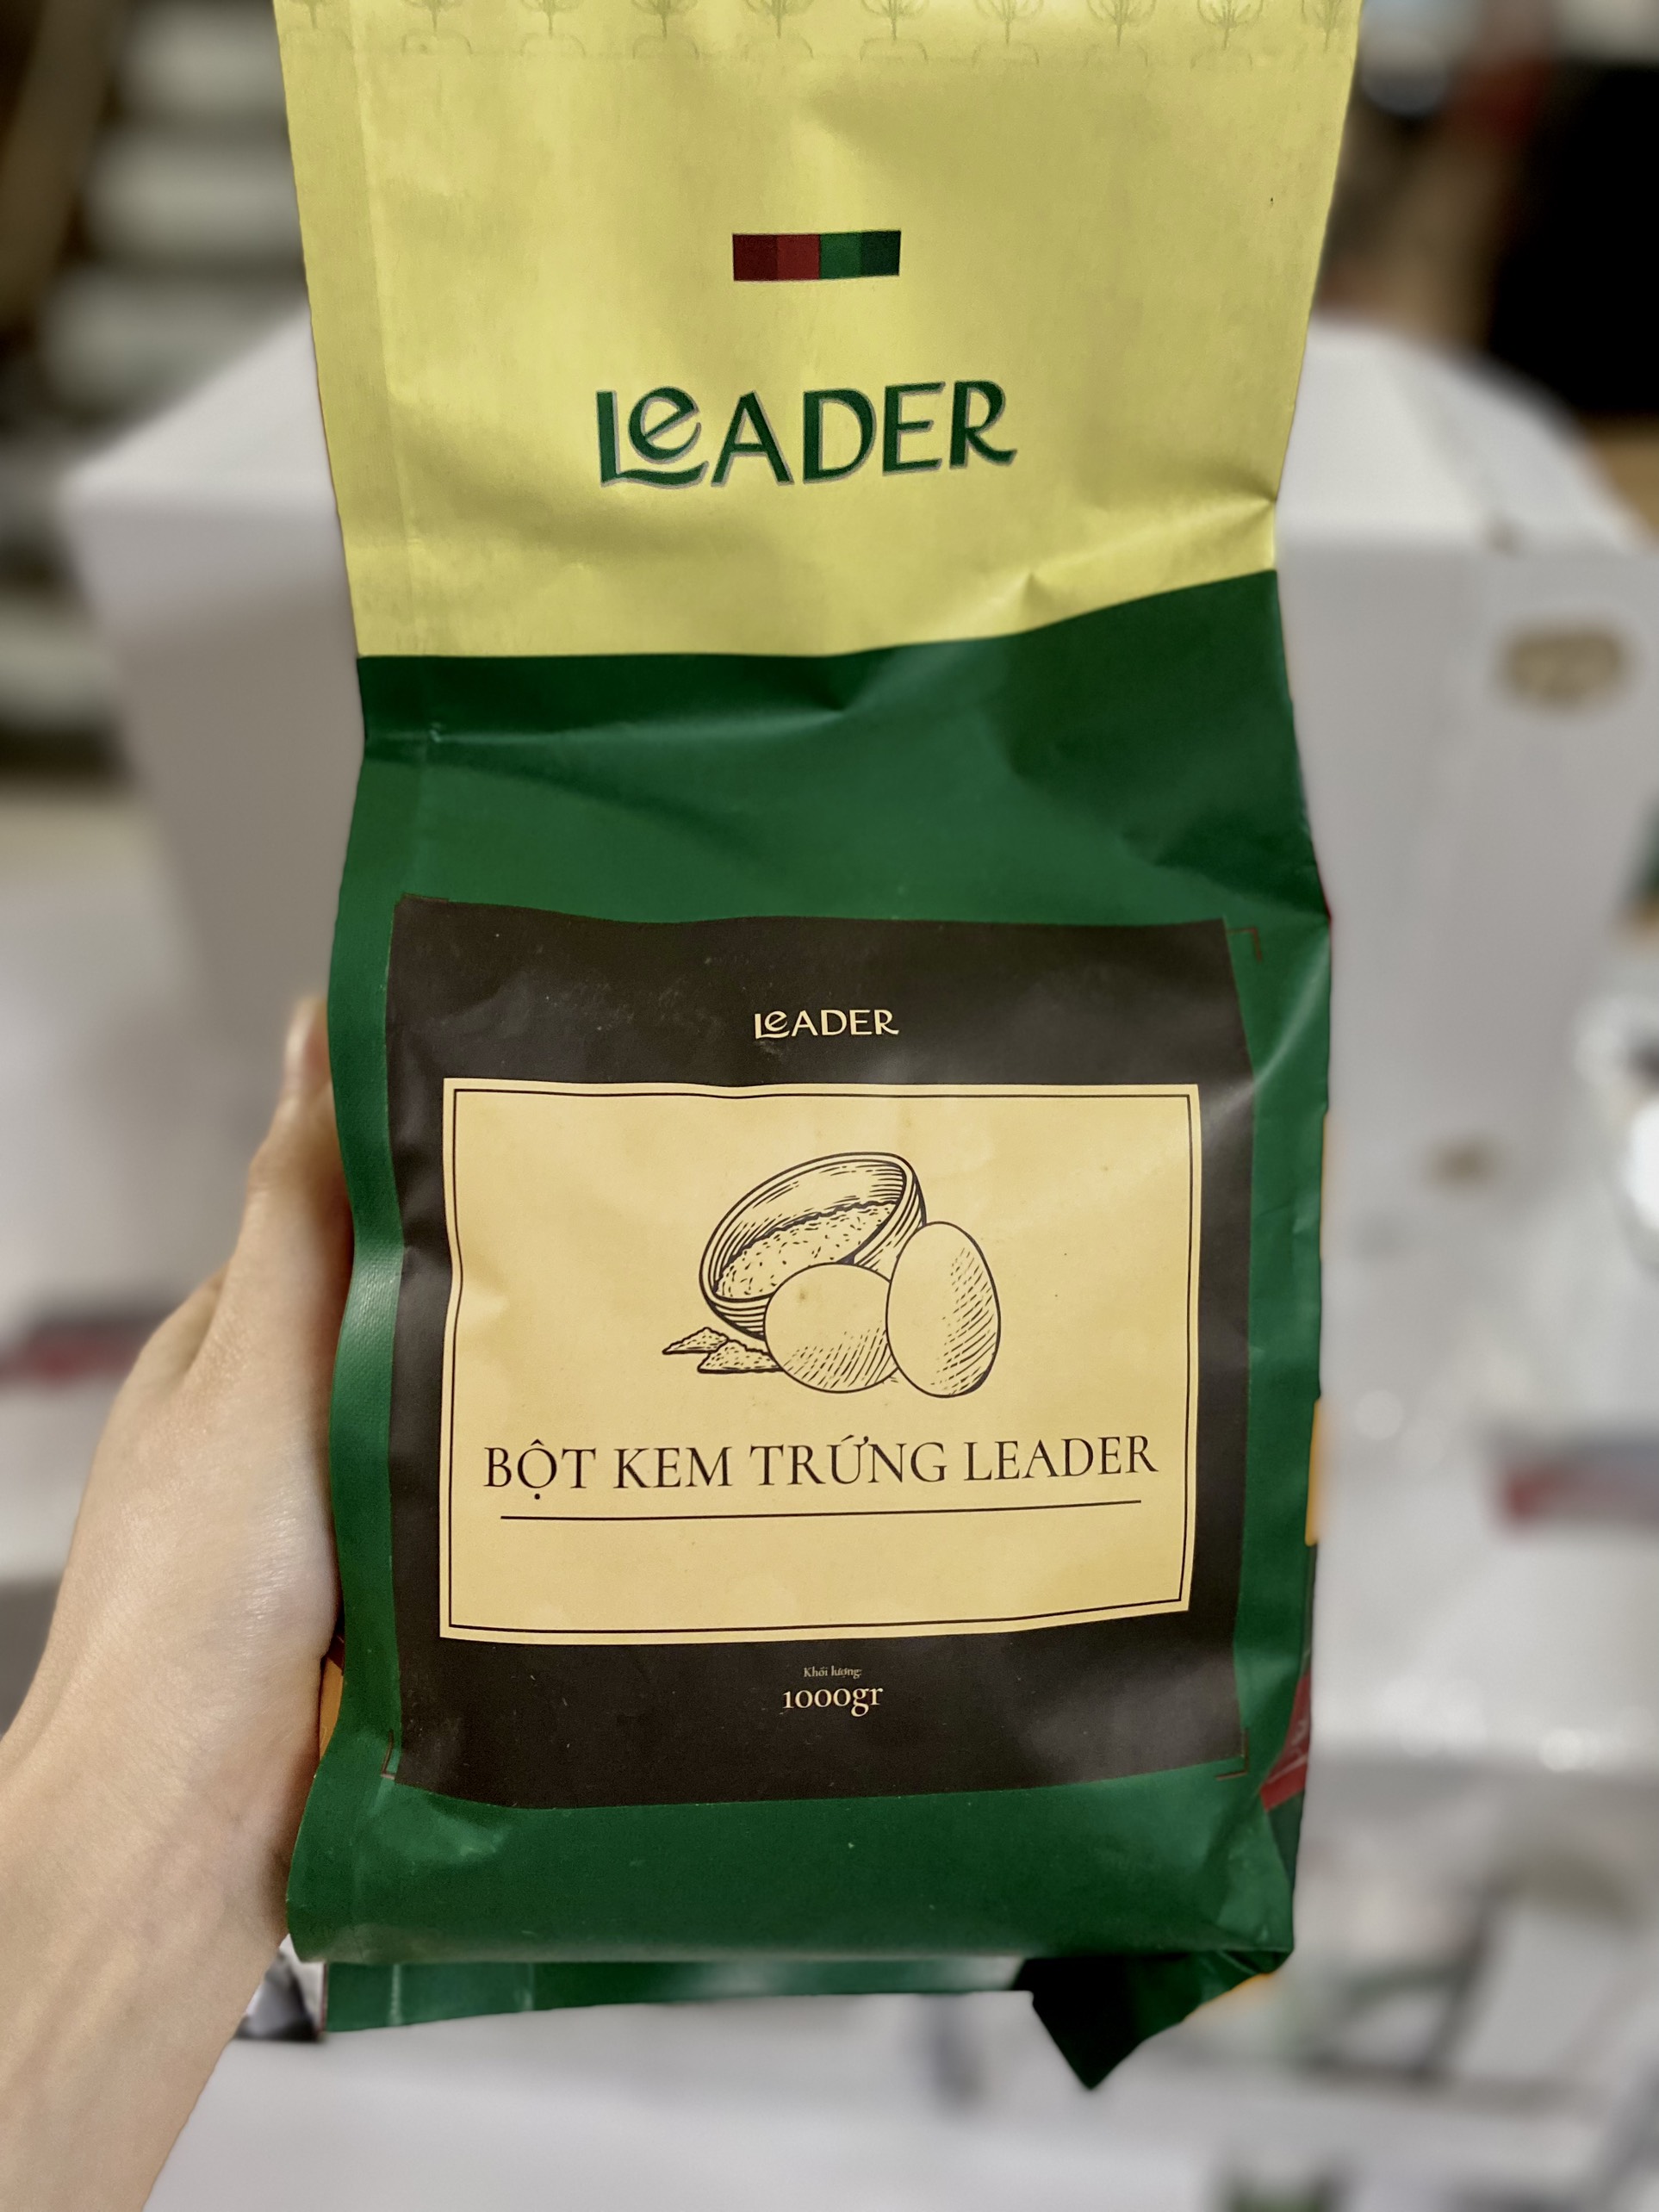 LEADER
LEADER
BỘT KEM TRỨNG LEADER
Khối lượng:
1000gr